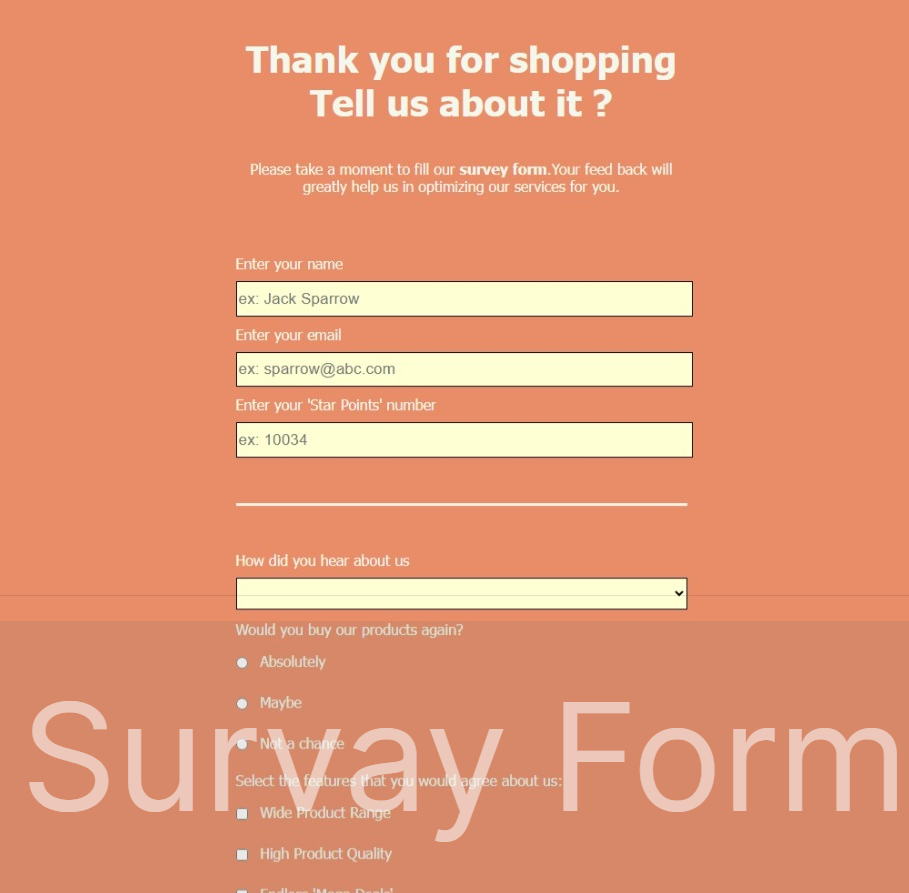 Thank you for shopping
Tell us about it ?
Please take a moment to fill our survey form.Your feed back will
greatly help us in optimizing our services for you.
Enter your name
ex: Jack Sparrow
Enter your email
ex: sparrow@abc.com
Enter your 'Star Points' number
ex: 10034
How did you hear about us
Would you buy our products again?
Absolutely
Maybe
Not a chance
Survay Form
Select the features that you would agree about us:
Wide Product Range
High Product Quality
Endless 'Mega Deals'